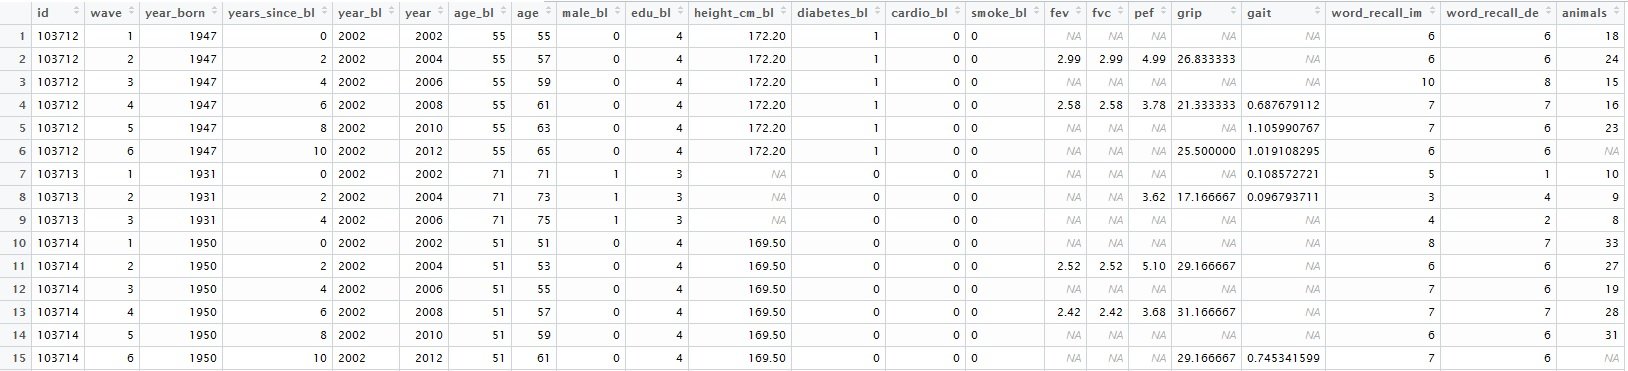 id wave year_born years_since_bl year_bl year age_bl age male_bl edu_bl height_cm_bl diabetes_bl cardio_bl smoke_bl fev fvc pef grip gait word_recall_im word_recall_de animals
1 103712 1 1947 0 2002 2002 55 55 0 4 172.20 1 0 0 NA NA NA NA NA 6 6 18
2 103712 2 1947 2 2002 2004 55 57 0 4 172.20 1 0 0 2.99 2.99 4.99 26.833333 NA 6 6 24
3 103712 3 1947 4 2002 2006 55 59 0 4 172.20 1 0 0 NA NA NA NA NA 10 8 15
4 103712 4 1947 6 2002 2008 55 61 0 4 172.20 1 0 0 2.58 2.58 3.78 21.333333 0.687679112 7 7 16
5 103712 5 1947 8 2002 2010 55 63 0 4 172.20 1 0 0 NA NA NA NA 1.105990767 7 6 23
6 103712 6 1947 10 2002 2012 55 65 0 4 172.20 1 0 0 NA NA NA 25.500000 1.019108295 6 6 NA
7 103713 1 1931 0 2002 2002 71 71 1 3 NA 0 0 0 NA NA NA NA 0.108572721 5 1 10
8 103713 2 1931 2 2002 2004 71 73 1 3 NA 0 0 0 NA NA 3.62 17.166667 0.096793711 3 4 9
9 103713 3 1931 4 2002 2006 71 75 1 3 NA 0 0 0 NA NA NA NA NA 4 2 8
10 103714 1 1950 0 2002 2002 51 51 0 4 169.50 0 0 0 NA NA NA NA NA 8 7 33
11 103714 2 1950 2 2002 2004 51 53 0 4 169.50 0 0 0 2.52 2.52 5.10 29.166667 NA 6 6 27
12 103714 3 1950 4 2002 2006 51 55 0 4 169.50 0 0 0 NA NA NA NA NA 7 6 19
13 103714 4 1950 6 2002 2008 51 57 0 4 169.50 0 0 0 2.42 2.42 3.68 31.166667 NA 7 7 28
14 103714 5 1950 8 2002 2010 51 59 0 4 169.50 0 0 0 NA NA NA NA NA 6 6 31
15 103714 6 1950 10 2002 2012 51 61 0 4 169.50 0 0 0 NA NA NA 29.166667 0.745341599 7 6 NA